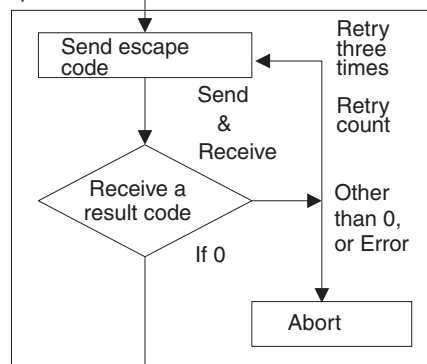 Send escape
code
Retry
three
times
Send
&
Receive
Retry
count
Receive a
result code
Other
than 0,
or Error
If 0
Abort